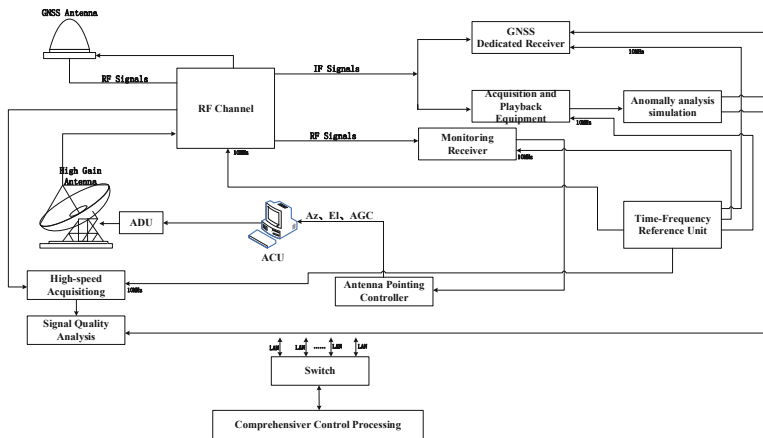 GNSS Antenna
RF Signals
RF Channel
IF Signals
RF Signals
GNSS
Dedicated Receiver
10MHz
Acquisition and
Playback
Equipment
10MHz
Anomally analysis
simulation
Monitoring
Receiver
10MHz
10MHz
High Gain
Antenna
ADU
ACU
Az、EI、AGC
Time-Frequency
Reference Unit
High-speed
Acquisitiong
10MHz
Antenna Pointing
Controller
Signal Quality
Analysis
LAN
LAN
......
LAN
LAN
Switch
Comprehensiver Control Processing